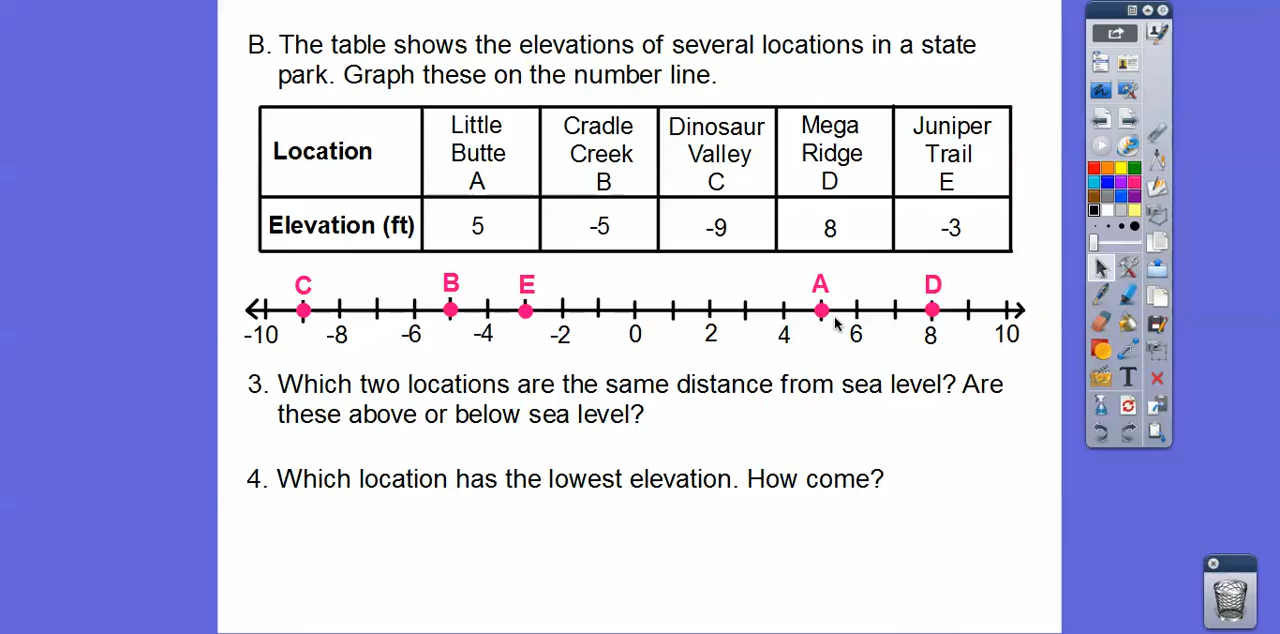 B. The table shows the elevations of several locations in a state
park. Graph these on the number line.
Location Little Butte A Cradle Creek B Dinosaur Valley C Mega Ridge D Juniper Trail E
Elevation (ft) 5 -5 -9 8 -3
C B E A D
-10 -8 -6 -4 -2 0 2 4 6 8 10
3. Which two locations are the same distance from sea level? Are
these above or below sea level?
4. Which location has the lowest elevation. How come?
T